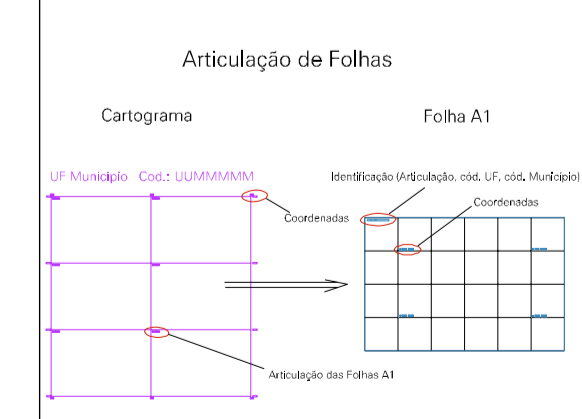 Articulação de Folhas
Cartograma
Folha A1
UF Municipio Cod.: UUMMMMM
Identificação (Articulação, cód. UF, cód. Município)
Coordenadas
Coordenadas
Articulação das Folhas A1